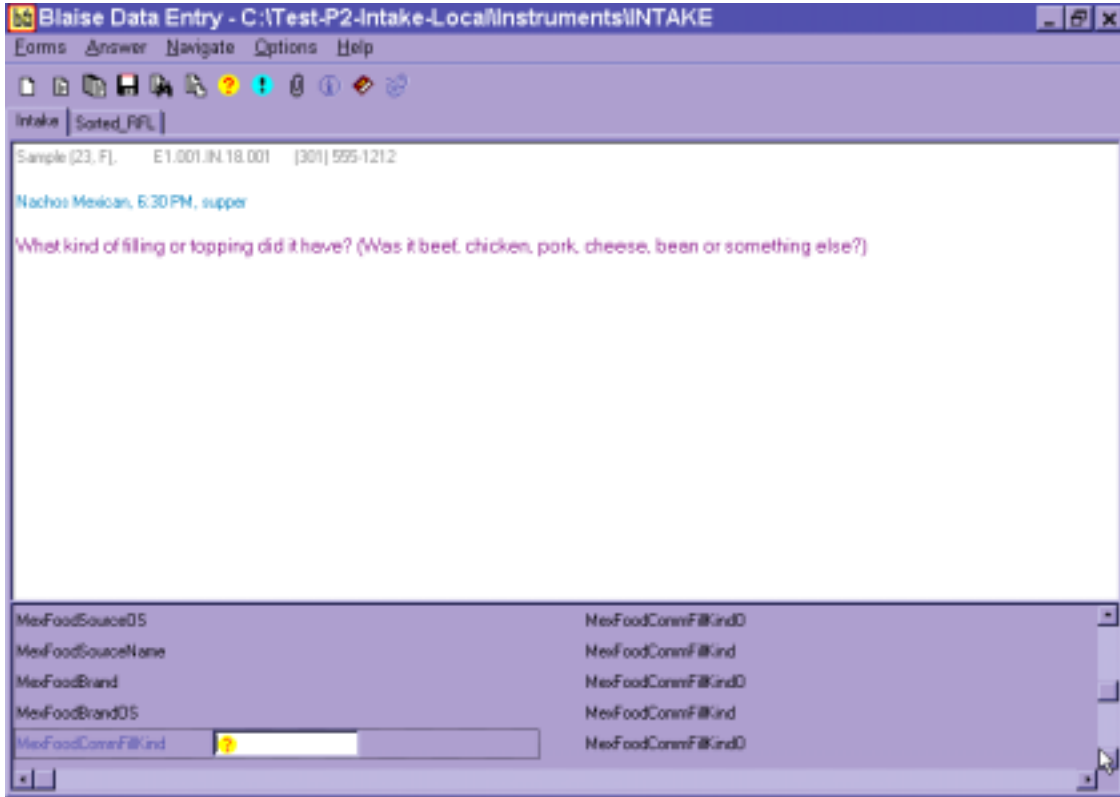 Blaise Data Entry - C:\Test-P2-Intake-Local\Instruments\INTAKE
Forms Answer Navigate Options Help
Intake Sorted_RFL
Sample (23, F), E1.001.IN.18.001 (301) 555-1212
Nachos Mexican, 6:30 PM, supper
What kind of filling or topping did it have? (Was it beef, chicken, pork, cheese, bean or something else?)
MexFoodSourceOS MexFoodCommFillKindO
MexFoodSourceName MexFoodCommFillKind
MexFoodBrand MexFoodCommFillKindO
MexFoodBrandOS MexFoodCommFillKind
MexFoodCommFillKind ? MexFoodCommFillKindO